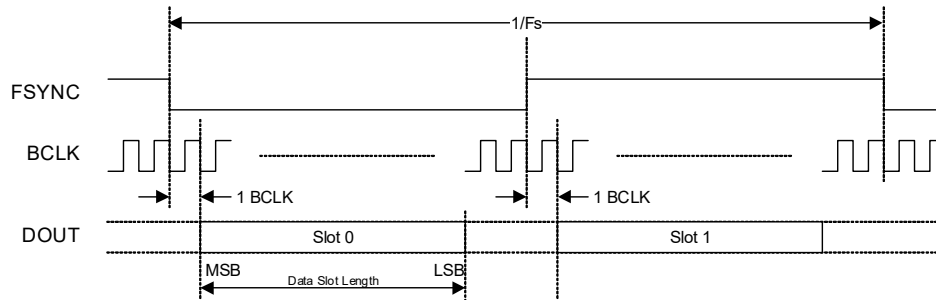 1/Fs
FSYNC
BCLK
1 BCLK 1 BCLK
DOUT Slot 0 Slot 1
MSB Data Slot Length LSB